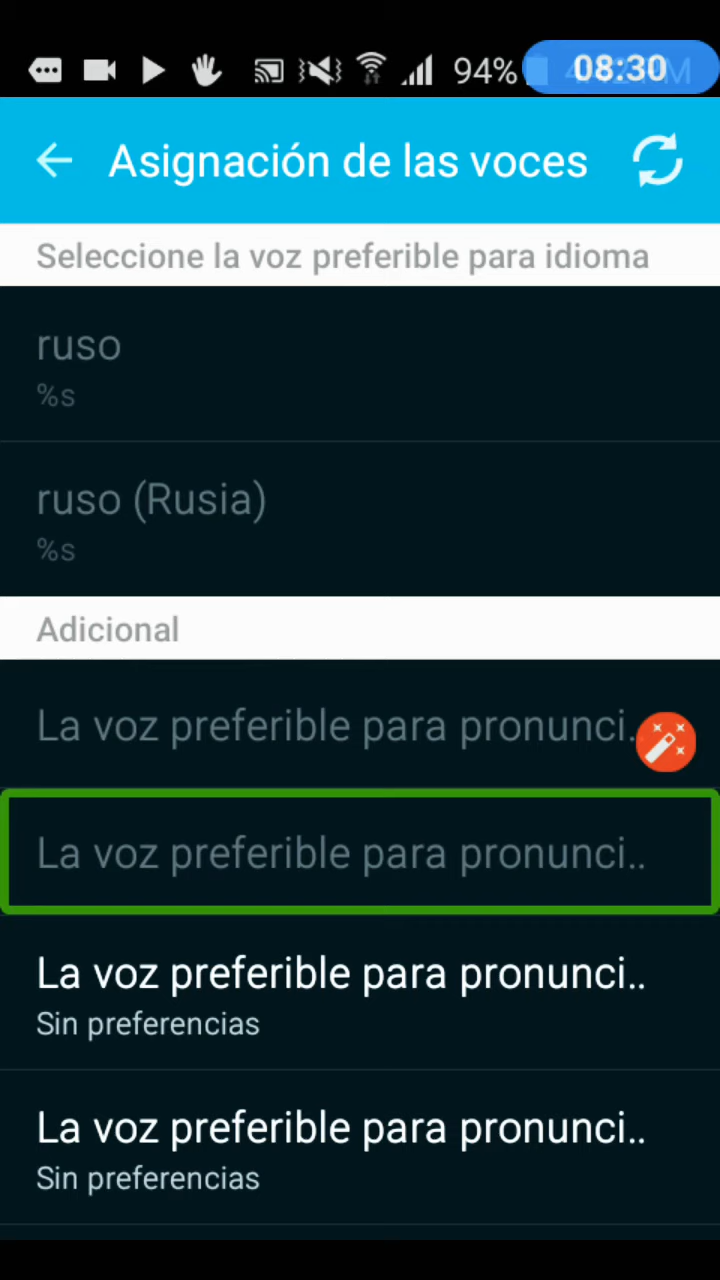 94% 08:30
Asignación de las voces
Seleccione la voz preferible para idioma
ruso
%s
ruso (Rusia)
%s
Adicional
La voz preferible para pronunci.
La voz preferible para pronunci..
La voz preferible para pronunci..
Sin preferencias
La voz preferible para pronunci..
Sin preferencias